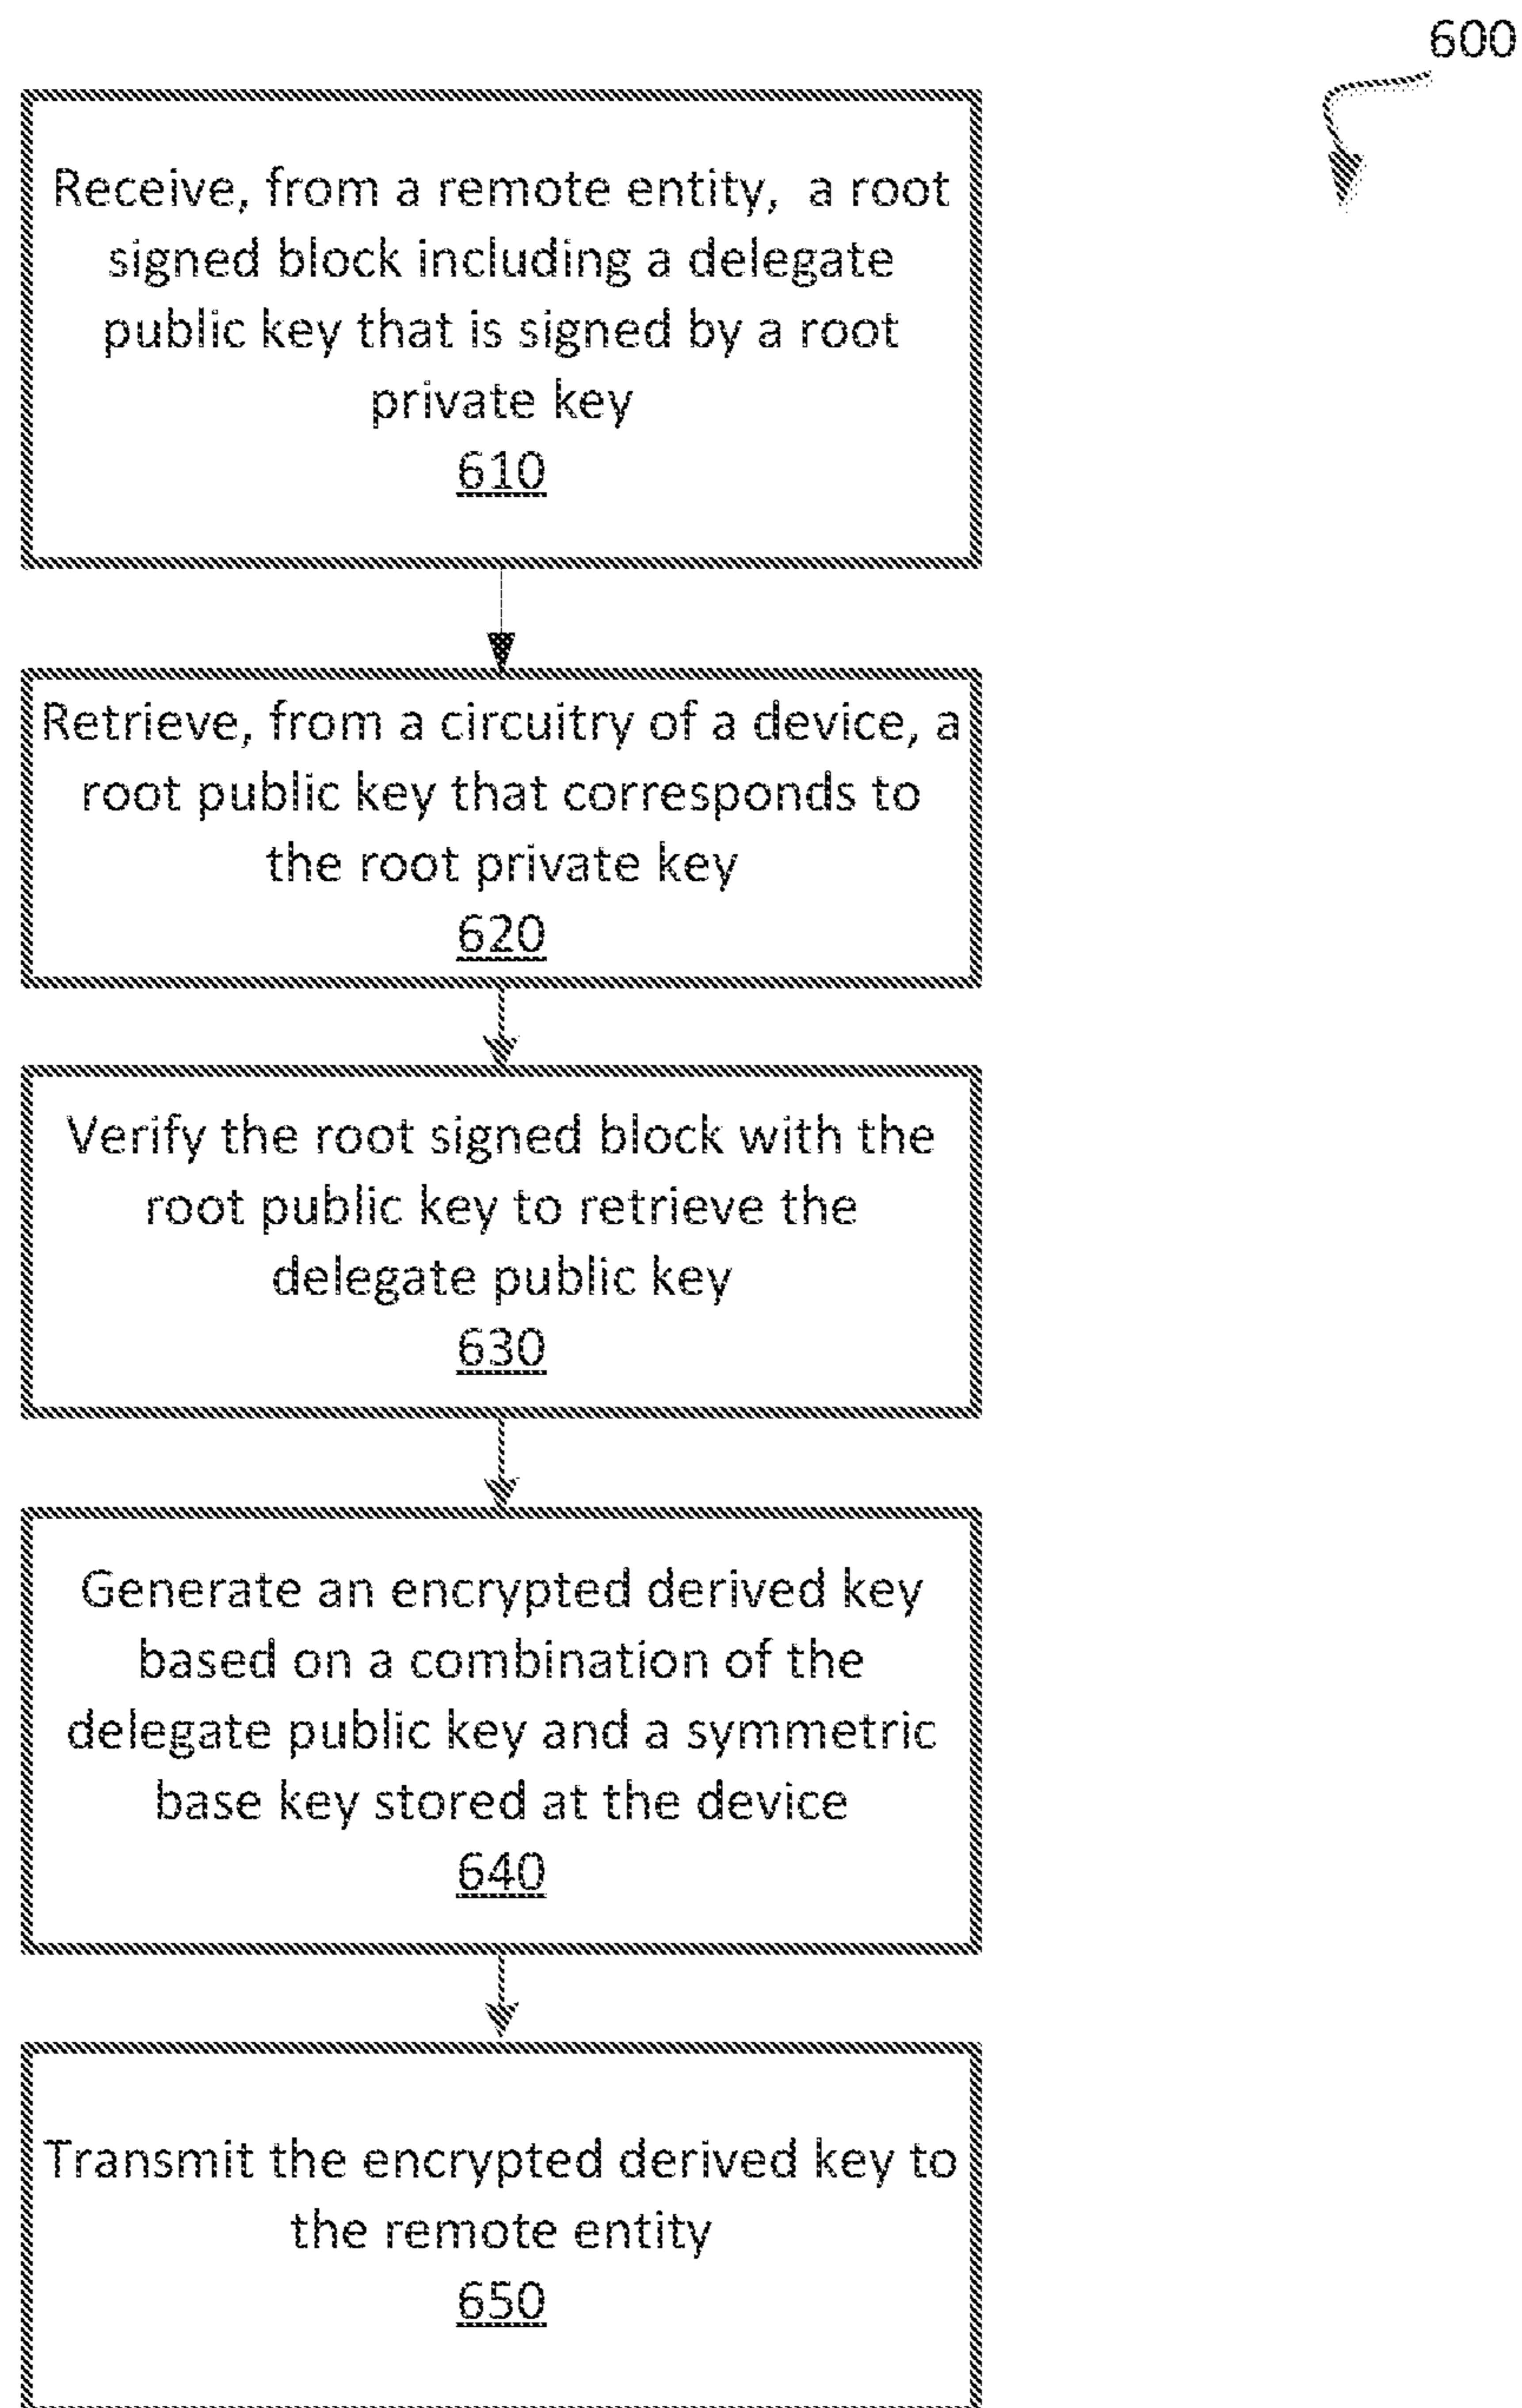 600
Receive, from a remote entity, a root
signed block including a delegate
public key that is signed by a root
private key
610
Retrieve, from a circuitry of a device, a
root public key that corresponds to
the root private key
620
Verify the root signed block with the
root public key to retrieve the
delegate public key
630
Generate an encrypted derived key
based on a combination of the
delegate public key and a symmetric
base key stored at the device
640
Transmit the encrypted derived key to
the remote entity
650